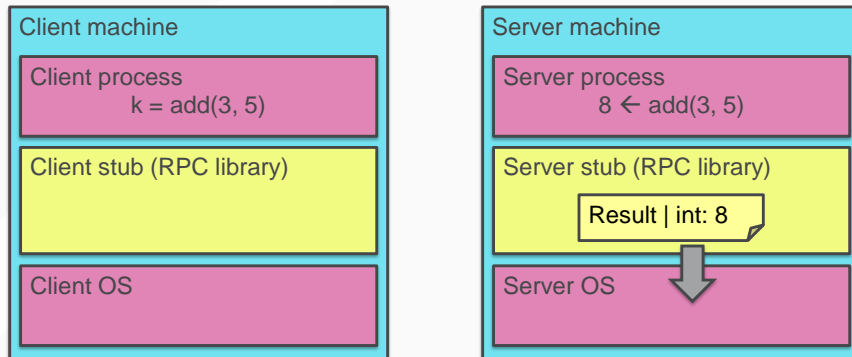 Client machine
Client process
k = add(3, 5)
Client stub (RPC library)
Client OS
Server machine
Server process
8 ← add(3, 5)
Server stub (RPC library)
Result | int: 8
Server OS